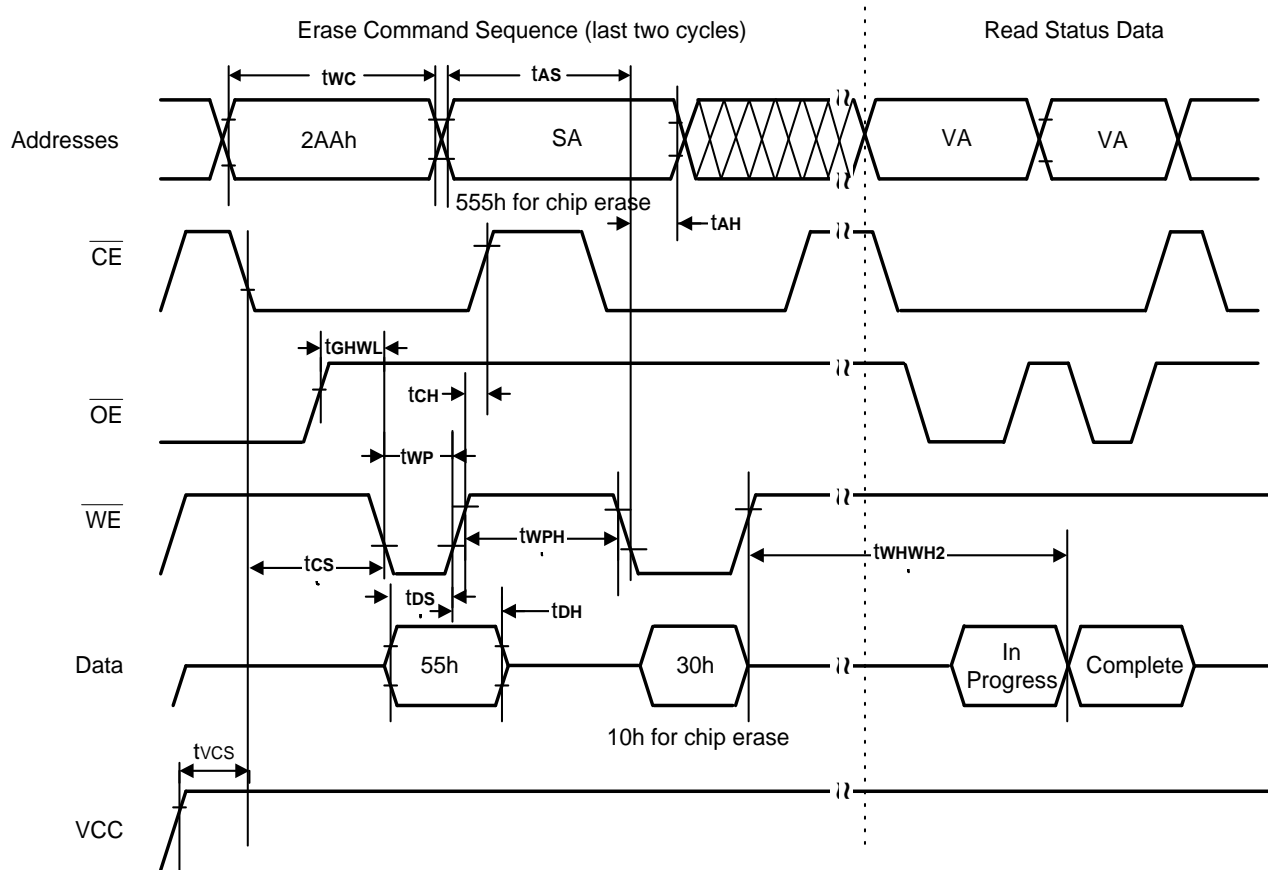 Erase Command Sequence (last two cycles)
Read Status Data
tWC
tAS
Addresses
2AAh
SA
VA
VA
555h for chip erase
tAH
CE
tGHWL
tCH
OE
tWP
WE
tWPH
tWHWH2
tCS
tDS
tDH
Data
55h
30h
In
Progress
Complete
10h for chip erase
tVCS
VCC